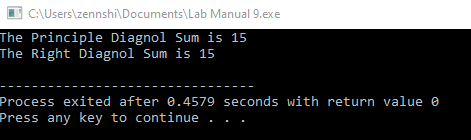 C:\Users\zennshi\Documents\Lab Manual 9.exe
The Principle Diagnol Sum is 15
The Right Diagnol Sum is 15
--------------------------------
Process exited after 0.4579 seconds with return value 0
Press any key to continue . . .